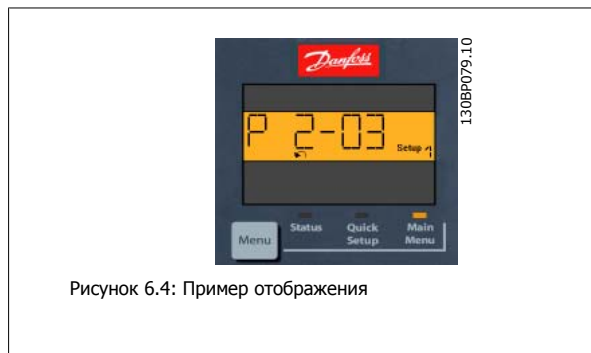 Danfoss
130BP079.10
P 2-03
Setup 1
Menu
Status Quick Setup Main Menu
Рисунок 6.4: Пример отображения